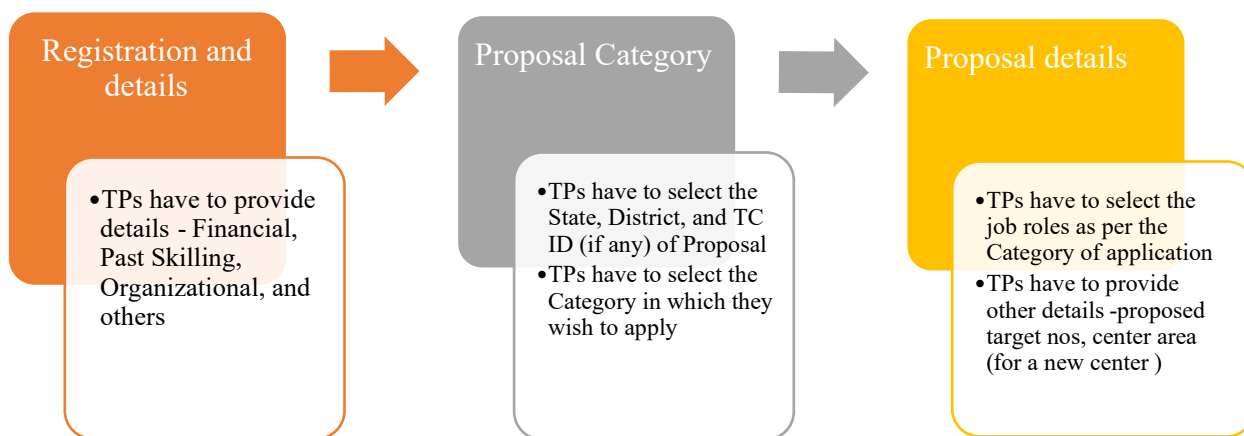 Registration and
details
•TPs have to provide
details - Financial,
Past Skilling,
Organizational, and
others
Proposal Category
•TPs have to select the
State, District, and TC
ID (if any) of Proposal
•TPs have to select the
Category in which they
wish to apply
Proposal details
•TPs have to select the
job roles as per the
Category of application
•TPs have to provide
other details -proposed
target nos, center area
(for a new center )